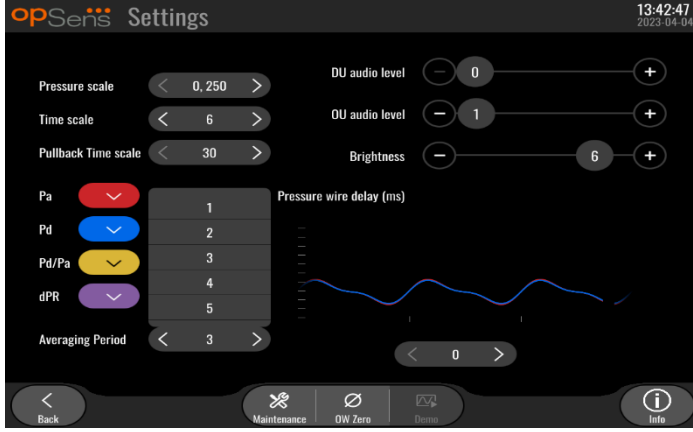 opSens Settings
13:42:47
2023-04-04
Pressure scale 0, 250
Time scale 6
Pullback Time scale 30
DU audio level − 0 +
OU audio level − 1 +
Brightness − 6 +
Pa
Pd
Pd/Pa
dPR
1
2
3
4
5
Pressure wire delay (ms)
Averaging Period 3
0
Back
Maintenance
OW Zero
Demo
Info